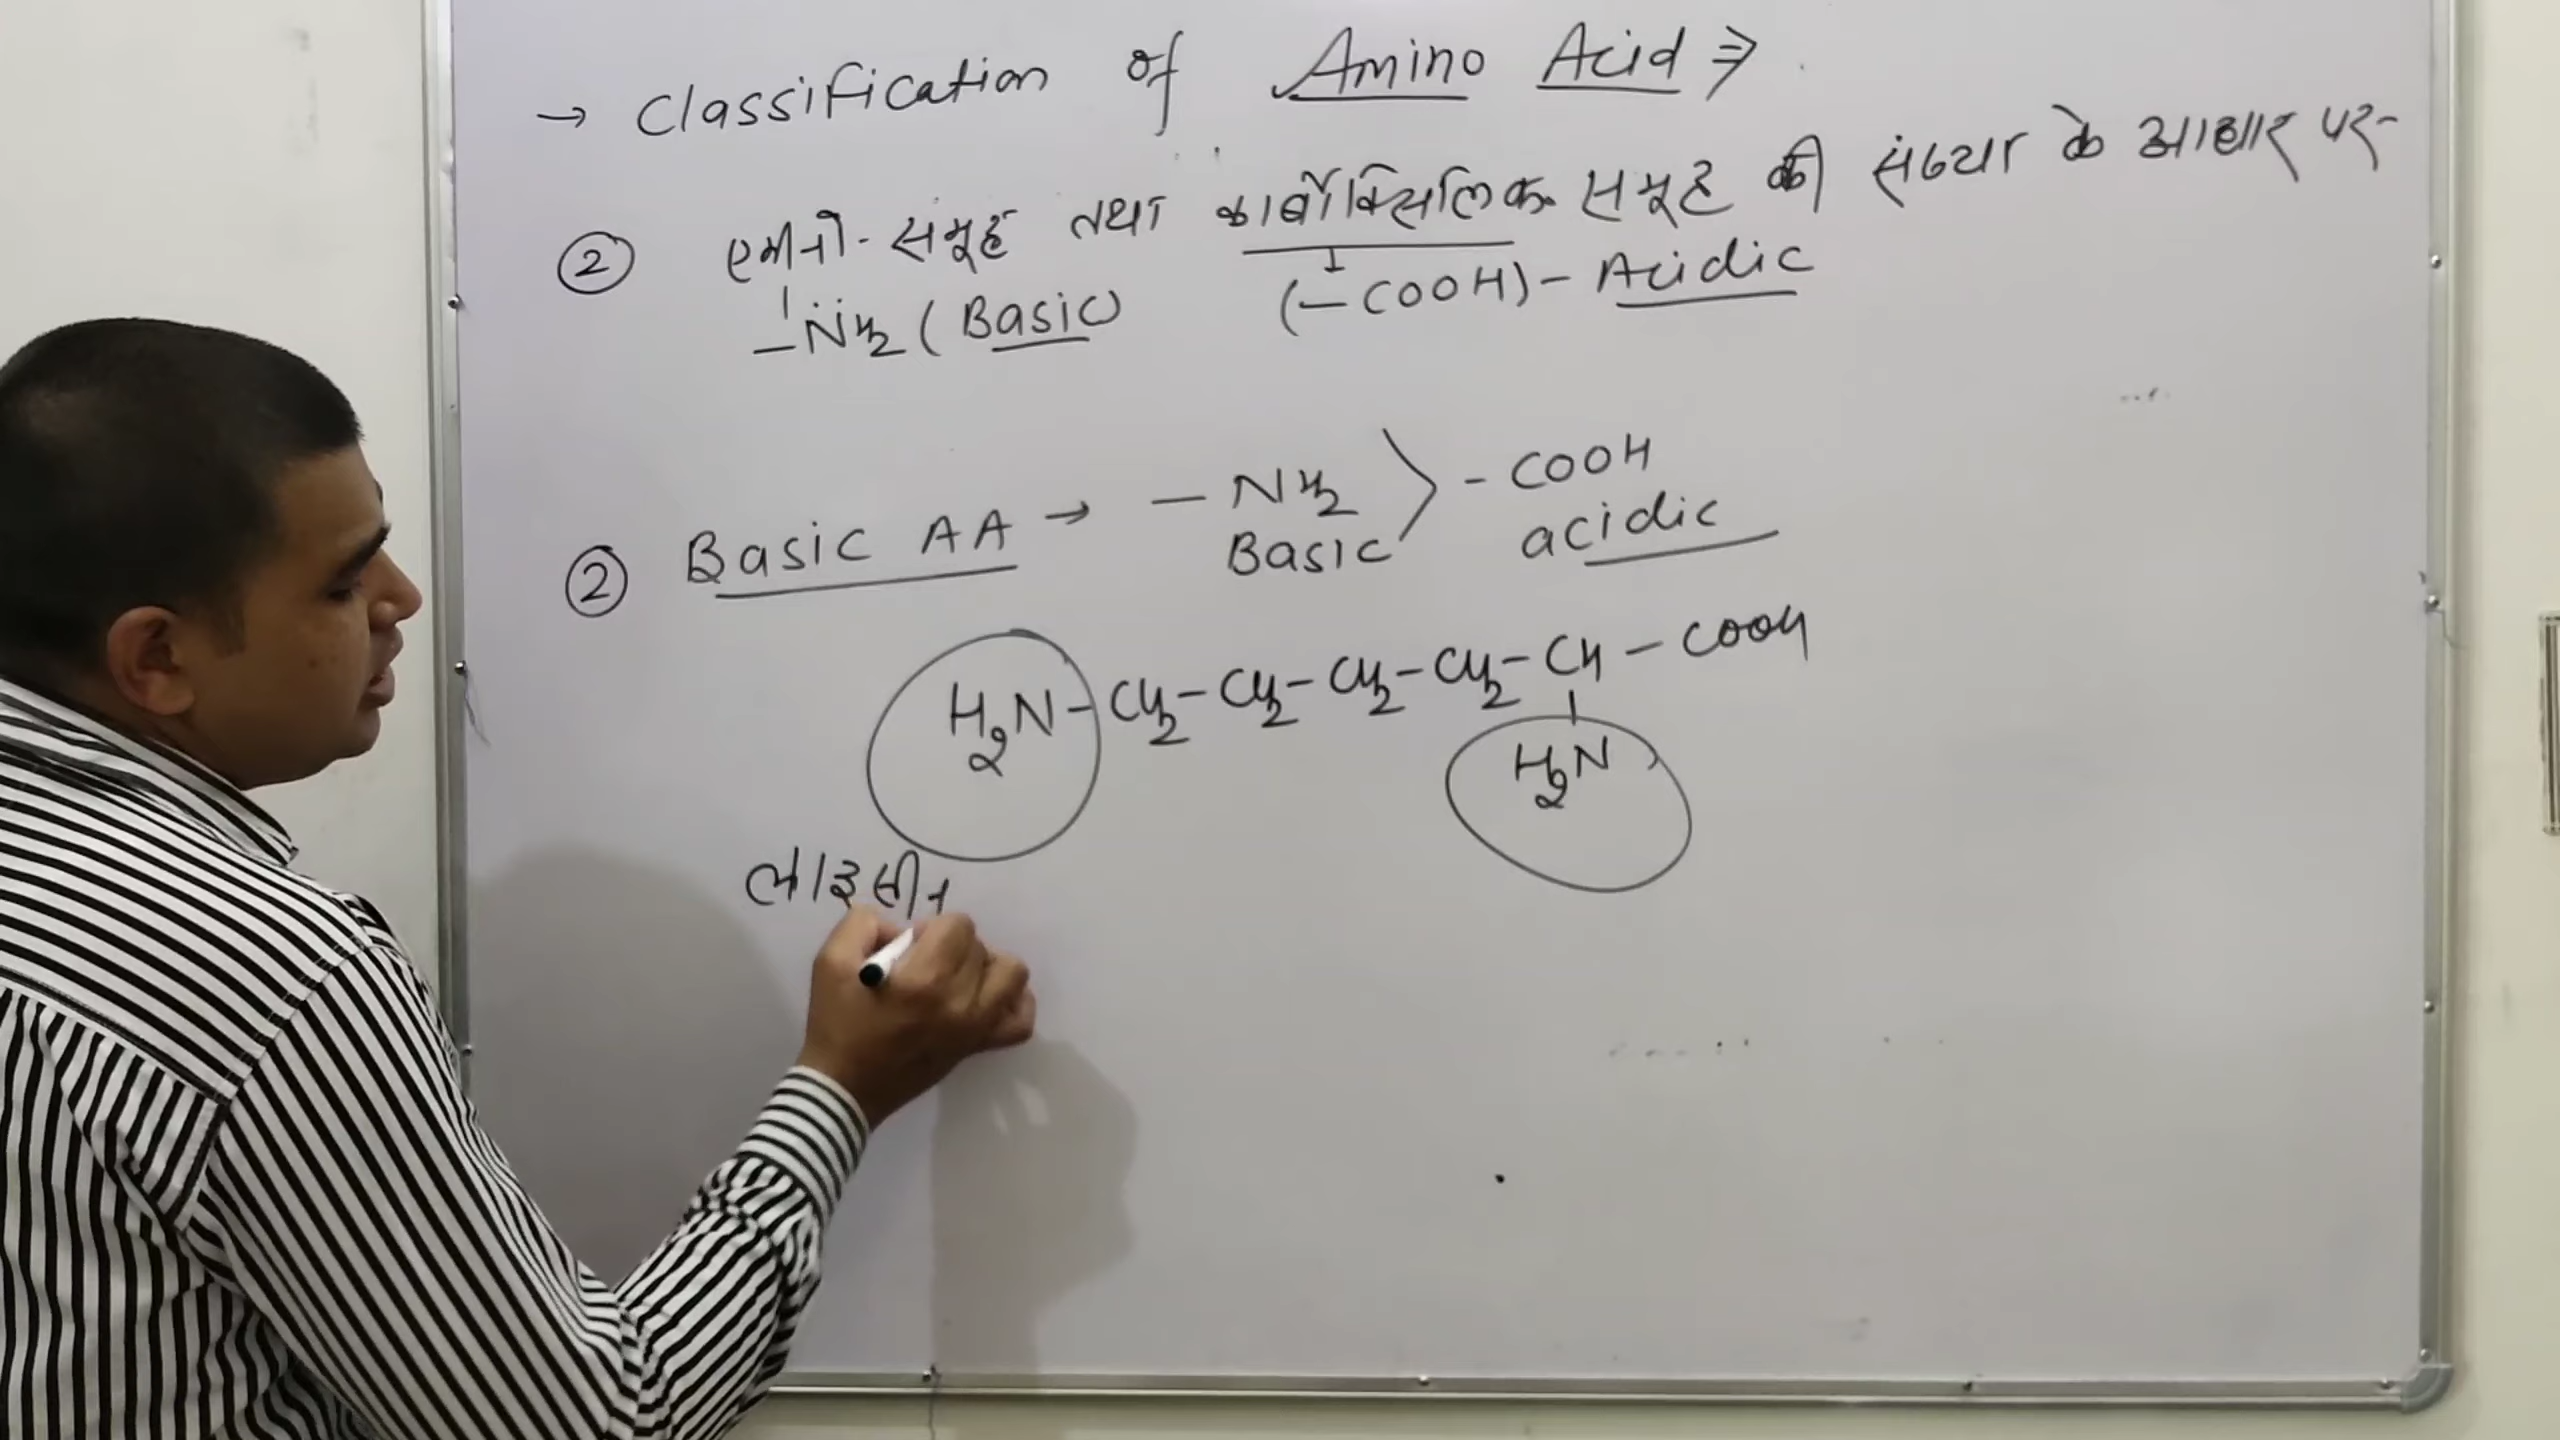 → Classification of Amino Acid ⇒
② एमीनो-समूह तथा कार्बोक्सिलिक समूह की संख्या के आधार पर-
-N̈H₂ (Basic) (-COOH) - Acidic
② Basic AA → -NH₂ > -COOH
Basic acidic
H₂N-CH₂-CH₂-CH₂-CH₂-CH-COOH
H₂N
लाइसीन